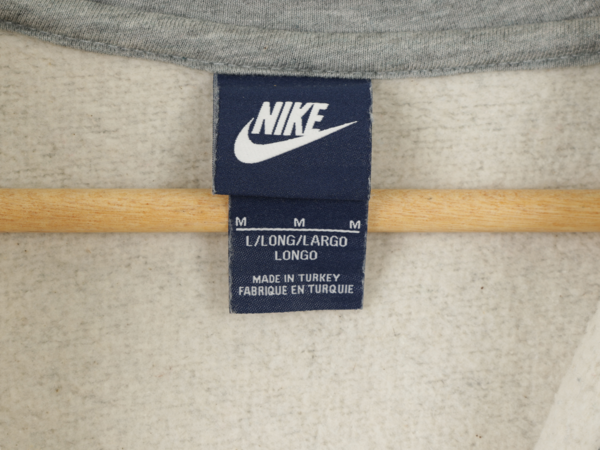 NIKE
M M M
L/LONG/LARGO
LONGO
MADE IN TURKEY
FABRIQUE EN TURQUIE